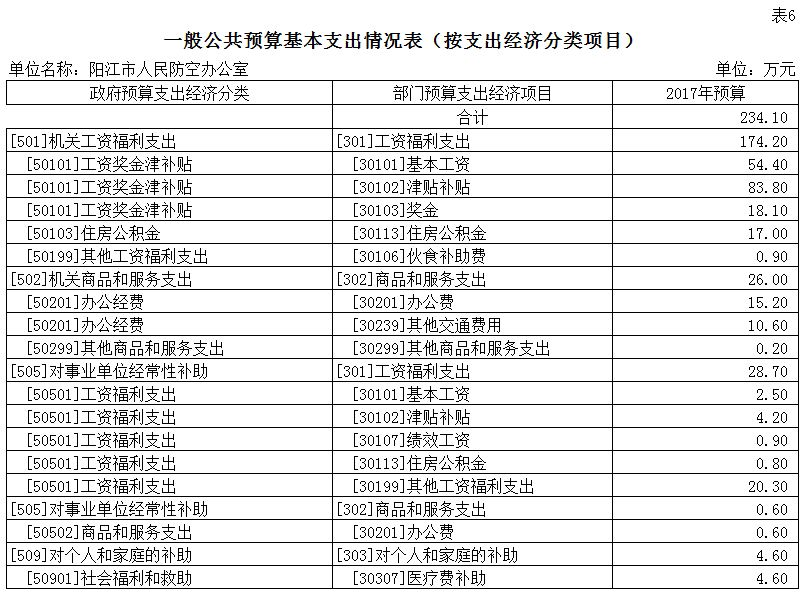 表6
一般公共预算基本支出情况表（按支出经济分类项目）
单位名称：阳江市人民防空办公室 单位：万元
政府预算支出经济分类 部门预算支出经济项目 2017年预算
合计 234.10
[501]机关工资福利支出 [301]工资福利支出 174.20
[50101]工资奖金津补贴 [30101]基本工资 54.40
[50101]工资奖金津补贴 [30102]津贴补贴 83.80
[50101]工资奖金津补贴 [30103]奖金 18.10
[50103]住房公积金 [30113]住房公积金 17.00
[50199]其他工资福利支出 [30106]伙食补助费 0.90
[502]机关商品和服务支出 [302]商品和服务支出 26.00
[50201]办公经费 [30201]办公费 15.20
[50201]办公经费 [30239]其他交通费用 10.60
[50299]其他商品和服务支出 [30299]其他商品和服务支出 0.20
[505]对事业单位经常性补助 [301]工资福利支出 28.70
[50501]工资福利支出 [30101]基本工资 2.50
[50501]工资福利支出 [30102]津贴补贴 4.20
[50501]工资福利支出 [30107]绩效工资 0.90
[50501]工资福利支出 [30113]住房公积金 0.80
[50501]工资福利支出 [30199]其他工资福利支出 20.30
[505]对事业单位经常性补助 [302]商品和服务支出 0.60
[50502]商品和服务支出 [30201]办公费 0.60
[509]对个人和家庭的补助 [303]对个人和家庭的补助 4.60
[50901]社会福利和救助 [30307]医疗费补助 4.60